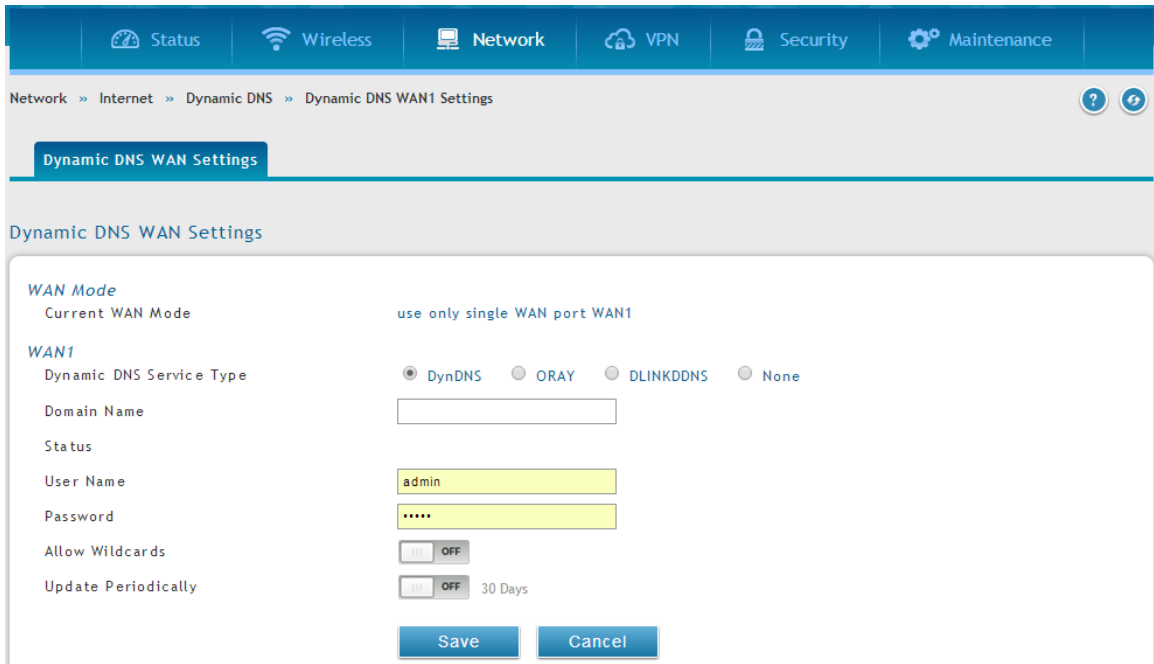 Status Wireless Network VPN Security Maintenance
Network » Internet » Dynamic DNS » Dynamic DNS WAN1 Settings
Dynamic DNS WAN Settings
Dynamic DNS WAN Settings
WAN Mode
Current WAN Mode use only single WAN port WAN1
WAN1
Dynamic DNS Service Type DynDNS ORAY DLINKDDNS None
Domain Name
Status
User Name admin
Password •••••
Allow Wildcards OFF
Update Periodically OFF 30 Days
Save Cancel